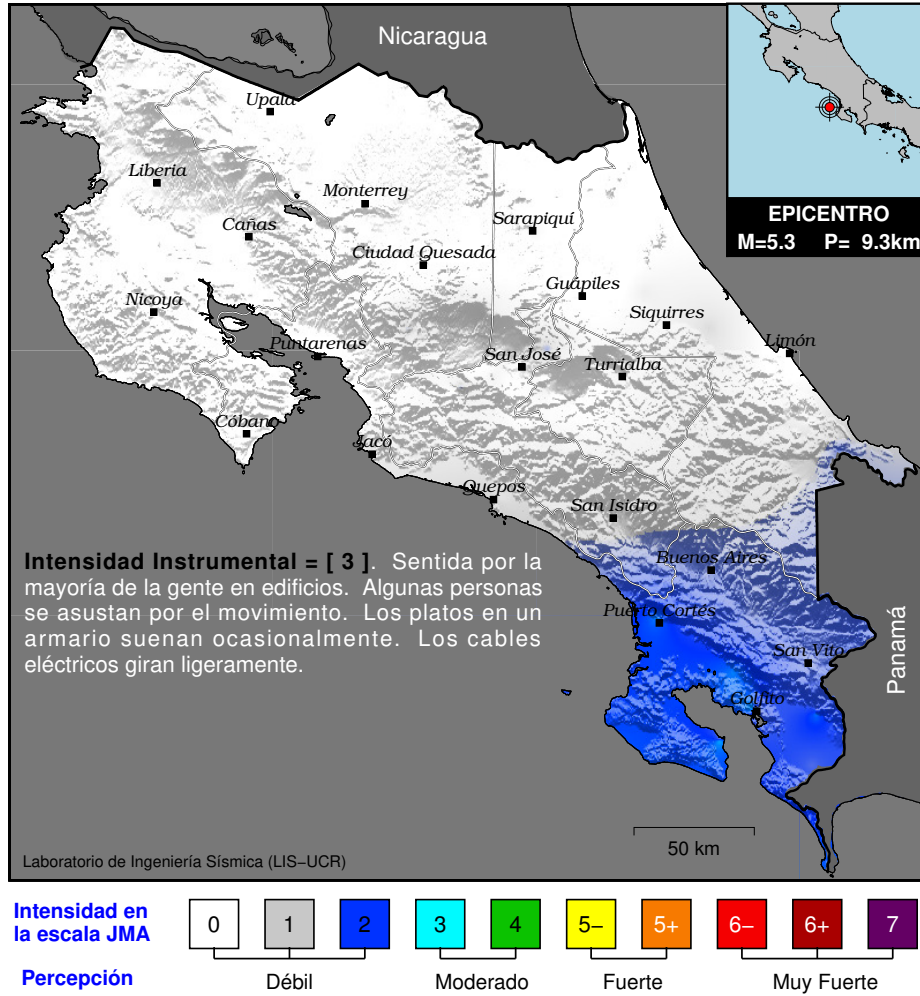 Nicaragua
Upala
Liberia
Monterrey
Cañas
Sarapiquí
EPICENTRO
M=5.3 P= 9.3km
Ciudad Quesada
Nicoya
Guápiles
Siquirres
Puntarenas
San José
Limón
Turrialba
Cóbano
Jacó
Quepos
San Isidro
Intensidad Instrumental = [ 3 ]. Sentida por la
mayoría de la gente en edificios. Algunas personas
se asustan por el movimiento. Los platos en un
armario suenan ocasionalmente. Los cables
eléctricos giran ligeramente.
Buenos Aires
Puerto Cortés
San Vito
Golfito
Panamá
50 km
Laboratorio de Ingeniería Sísmica (LIS−UCR)
Intensidad en
la escala JMA
0 1 2 3 4 5− 5+ 6− 6+ 7
Percepción Débil Moderado Fuerte Muy Fuerte